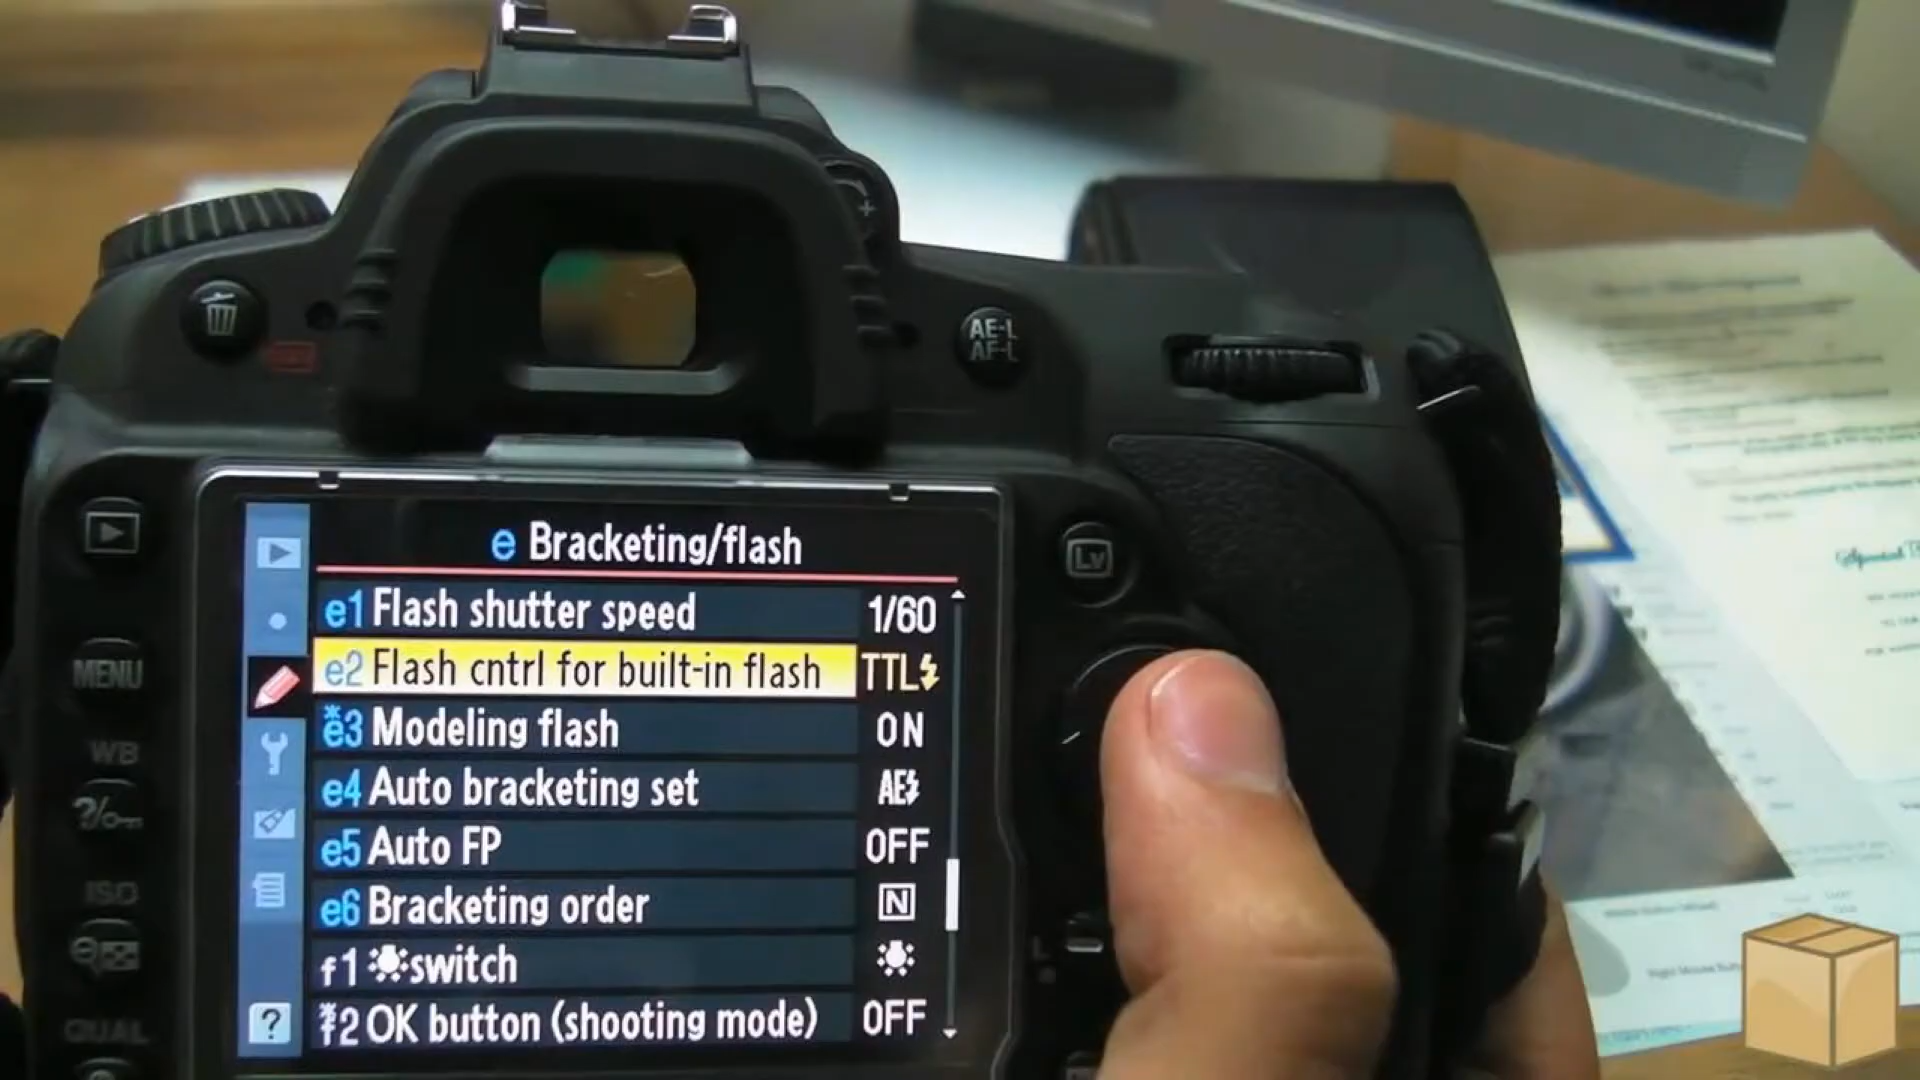 AE-L
AF-L
Lv
MENU
WB
ISO
QUAL
e Bracketing/flash
e1 Flash shutter speed 1/60
e2 Flash cntrl for built-in flash TTL
e3 Modeling flash ON
e4 Auto bracketing set AE
e5 Auto FP OFF
e6 Bracketing order N
f1 switch
f2 OK button (shooting mode) OFF
?
L